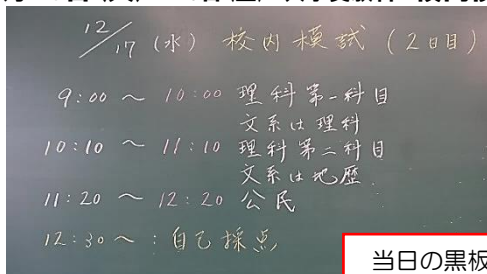 12/17 (水) 校内模試 (2日目)
9:00 ～ 10:00 理科第一科目
文系は理科
10:10 ～ 11:10 理科第二科目
文系は地歴
11:20 ～ 12:20 公民
12:30～:自己採点
当日の黒板